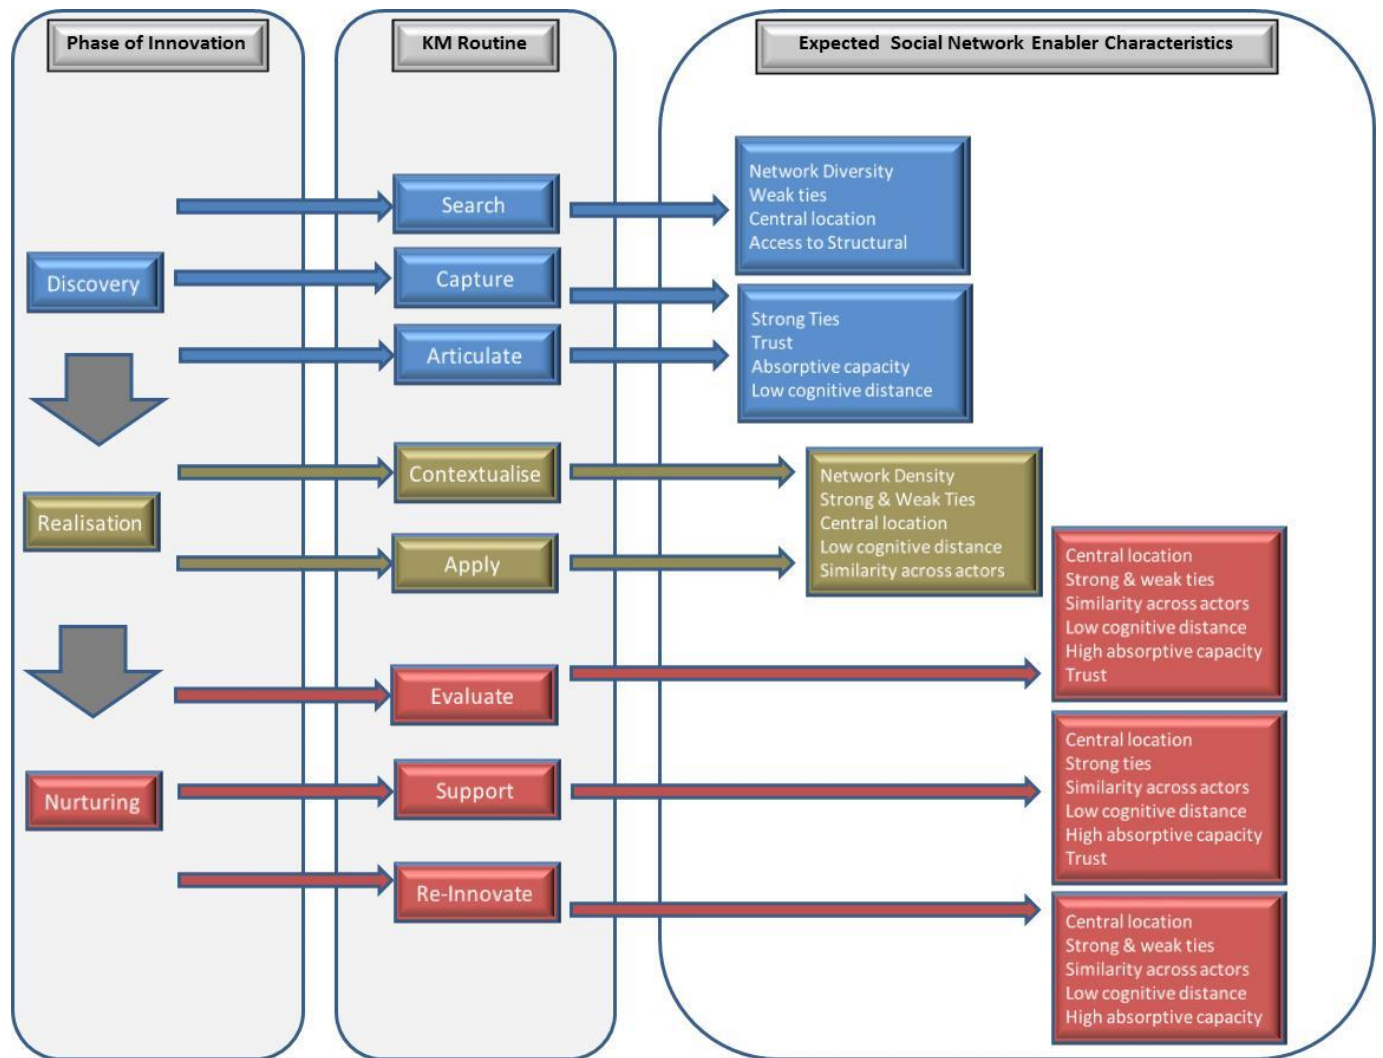 Phase of Innovation
KM Routine
Expected Social Network Enabler Characteristics
Discovery
Search
Capture
Articulate
Network Diversity
Weak ties
Central location
Access to Structural
Strong Ties
Trust
Absorptive capacity
Low cognitive distance
Realisation
Contextualise
Apply
Network Density
Strong & Weak Ties
Central location
Low cognitive distance
Similarity across actors
Nurturing
Evaluate
Support
Re-Innovate
Central location
Strong & weak ties
Similarity across actors
Low cognitive distance
High absorptive capacity
Trust
Central location
Strong ties
Similarity across actors
Low cognitive distance
High absorptive capacity
Trust
Central location
Strong & weak ties
Similarity across actors
Low cognitive distance
High absorptive capacity